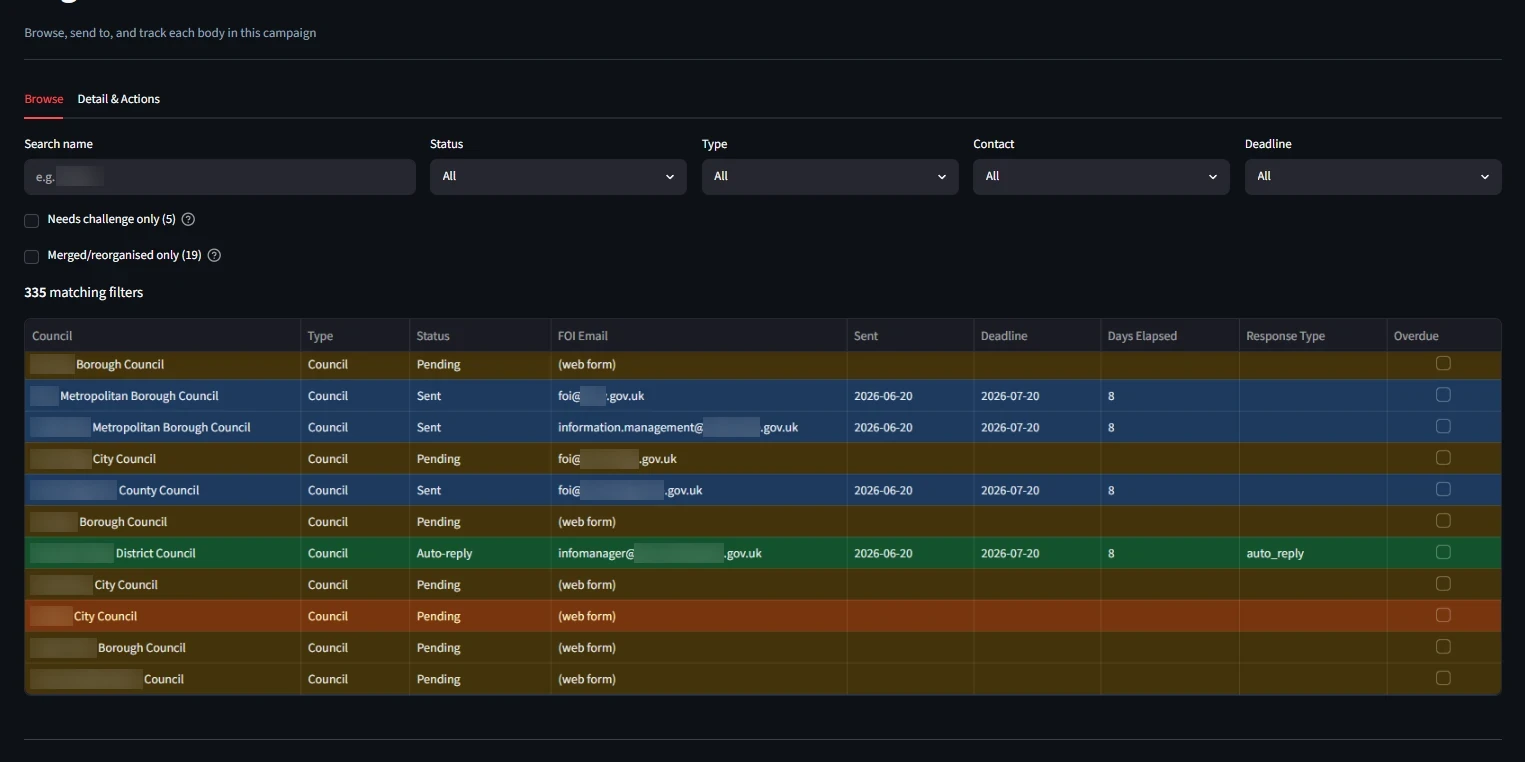 Browse, send to, and track each body in this campaign
Browse Detail & Actions
Search name Status Type Contact Deadline
e.g. All All All All
Needs challenge only (5) ?
Merged/reorganised only (19) ?
335 matching filters
Council Type Status FOI Email Sent Deadline Days Elapsed Response Type Overdue
Borough Council Council Pending (web form)
Metropolitan Borough Council Council Sent foi@ .gov.uk 2026-06-20 2026-07-20 8
Metropolitan Borough Council Council Sent information.management@ .gov.uk 2026-06-20 2026-07-20 8
City Council Council Pending foi@ .gov.uk
County Council Council Sent foi@ .gov.uk 2026-06-20 2026-07-20 8
Borough Council Council Pending (web form)
District Council Council Auto-reply infomanager@ .gov.uk 2026-06-20 2026-07-20 8 auto_reply
City Council Council Pending (web form)
City Council Council Pending (web form)
Borough Council Council Pending (web form)
Council Council Pending (web form)